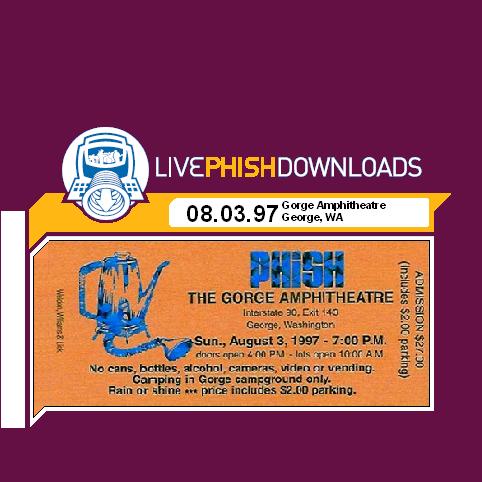 LIVEPHISHDOWNLOADS
08.03.97
Gorge Amphitheatre
George, WA
PHISH
THE GORGE AMPHITHEATRE
Interstate 90, Exit 143
George, Washington
Sun., August 3, 1997 - 7:00 P.M.
doors open 4:00 P.M. - lots open 10:00 A.M.
No cans, bottles, alcohol, cameras, video or vending.
Camping in Gorge campground only.
Rain or shine *** price includes $2.00 parking.
ADMISSION $27.00
(includes $2.00 parking)